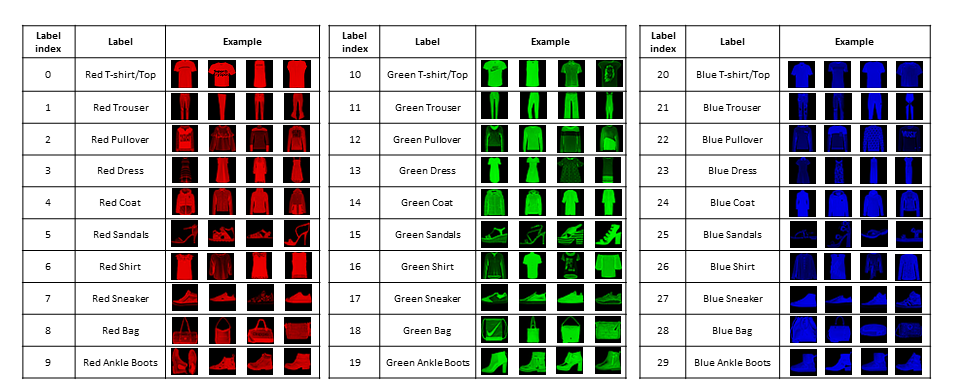 Label index Label Example
0 Red T-shirt/Top
1 Red Trouser
2 Red Pullover
3 Red Dress
4 Red Coat
5 Red Sandals
6 Red Shirt
7 Red Sneaker
8 Red Bag
9 Red Ankle Boots
Label index Label Example
10 Green T-shirt/Top
11 Green Trouser
12 Green Pullover
13 Green Dress
14 Green Coat
15 Green Sandals
16 Green Shirt
17 Green Sneaker
18 Green Bag
19 Green Ankle Boots
Label index Label Example
20 Blue T-shirt/Top
21 Blue Trouser
22 Blue Pullover
23 Blue Dress
24 Blue Coat
25 Blue Sandals
26 Blue Shirt
27 Blue Sneaker
28 Blue Bag
29 Blue Ankle Boots